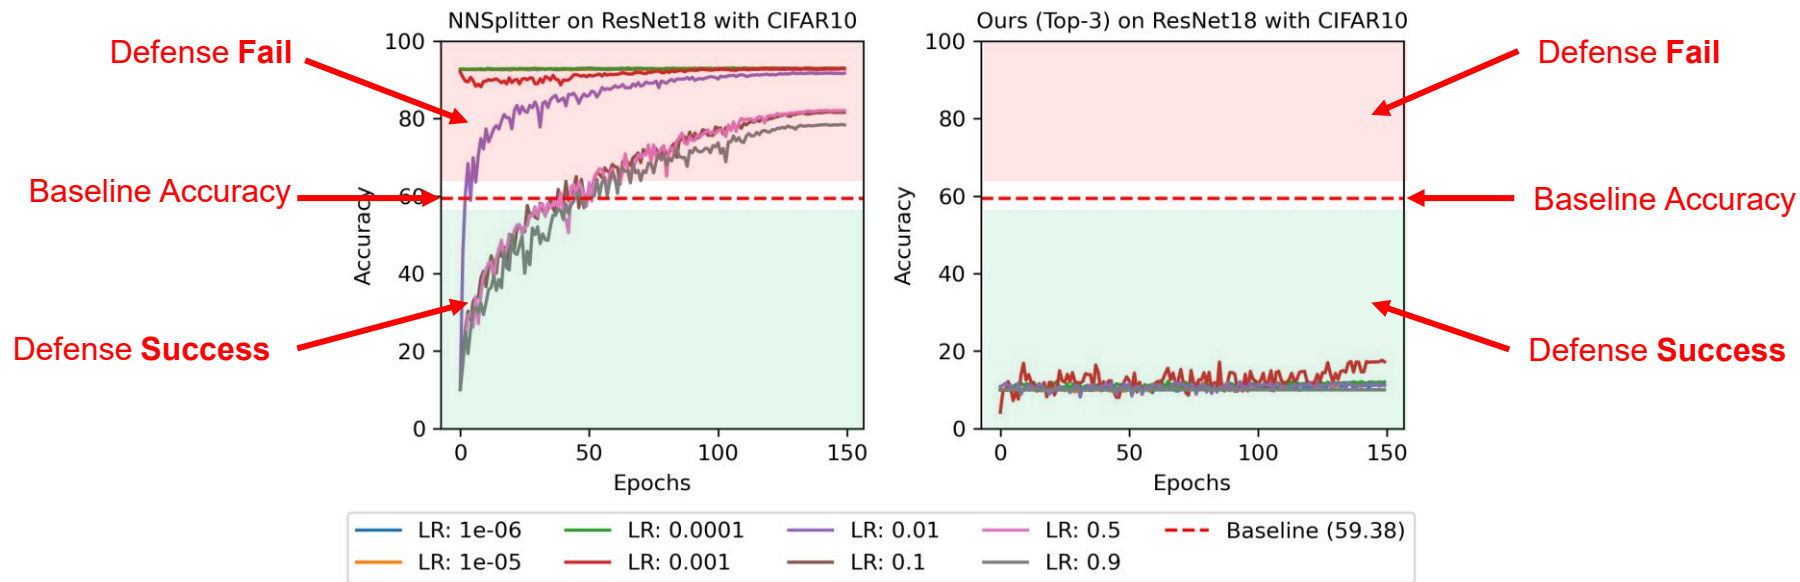 NNSplitter on ResNet18 with CIFAR10
Ours (Top-3) on ResNet18 with CIFAR10
Defense Fail
Baseline Accuracy
Defense Success
100
80
60
40
20
0
Accuracy
0 50 100 150
Epochs
100
80
60
40
20
0
Accuracy
0 50 100 150
Epochs
Defense Fail
Baseline Accuracy
Defense Success
LR: 1e-06 LR: 0.0001 LR: 0.01 LR: 0.5 Baseline (59.38)
LR: 1e-05 LR: 0.001 LR: 0.1 LR: 0.9